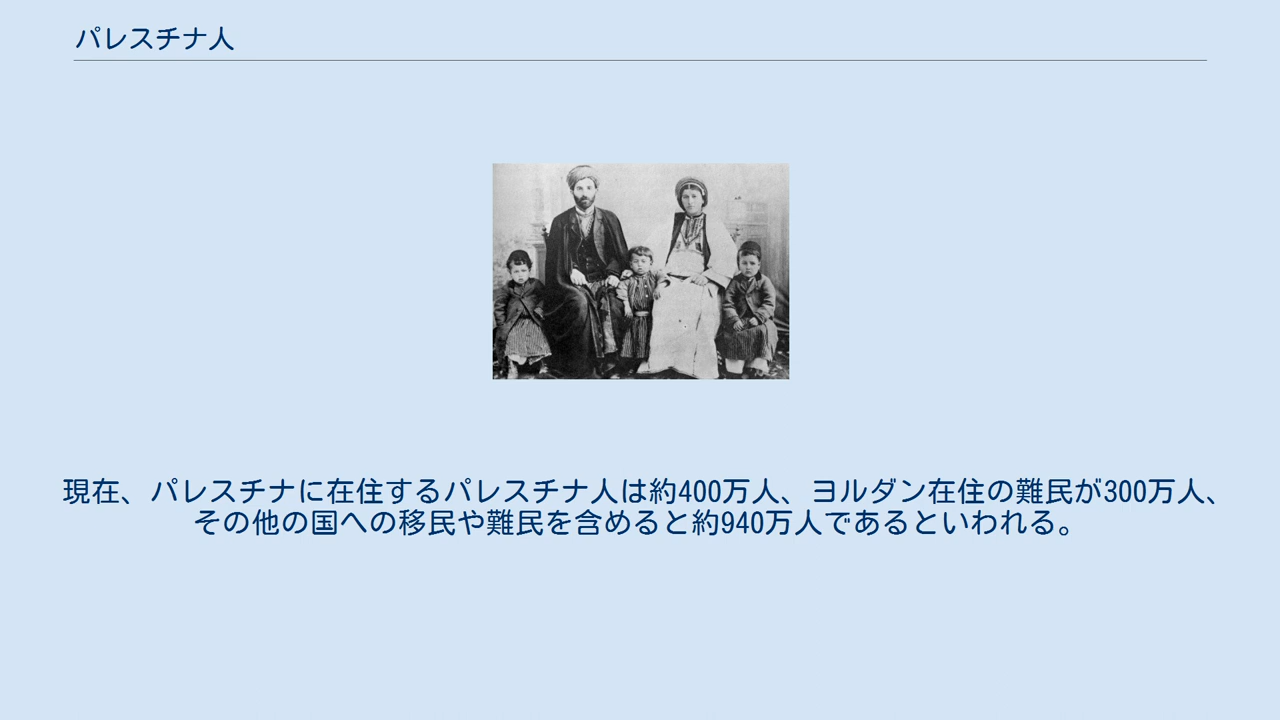 パレスチナ人
現在、パレスチナに在住するパレスチナ人は約400万人、ヨルダン在住の難民が300万人、
その他の国への移民や難民を含めると約940万人であるといわれる。